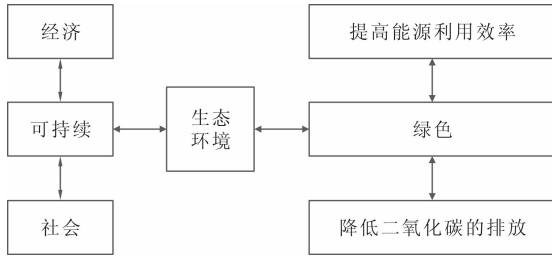 经济
提高能源利用效率
可持续
生态
环境
绿色
社会
降低二氧化碳的排放